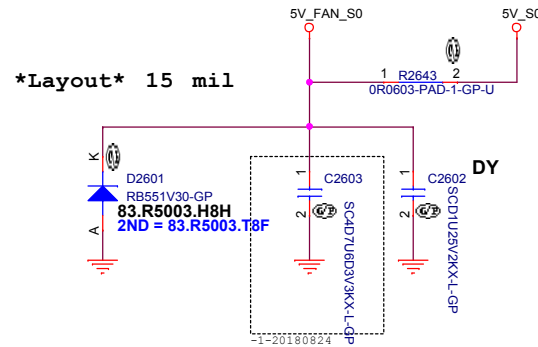 5V_FAN_S0
5V_S0
*Layout* 15 mil
1 R2643 2
0R0603-PAD-1-GP-U
K
D2601
RB551V30-GP
83.R5003.H8H
2ND = 83.R5003.T8F
A
1
C2603
2
SC4D7U6D3V3KX-L-GP
1
C2602
2
SCD1U25V2KX-L-GP
DY
-1-20180824